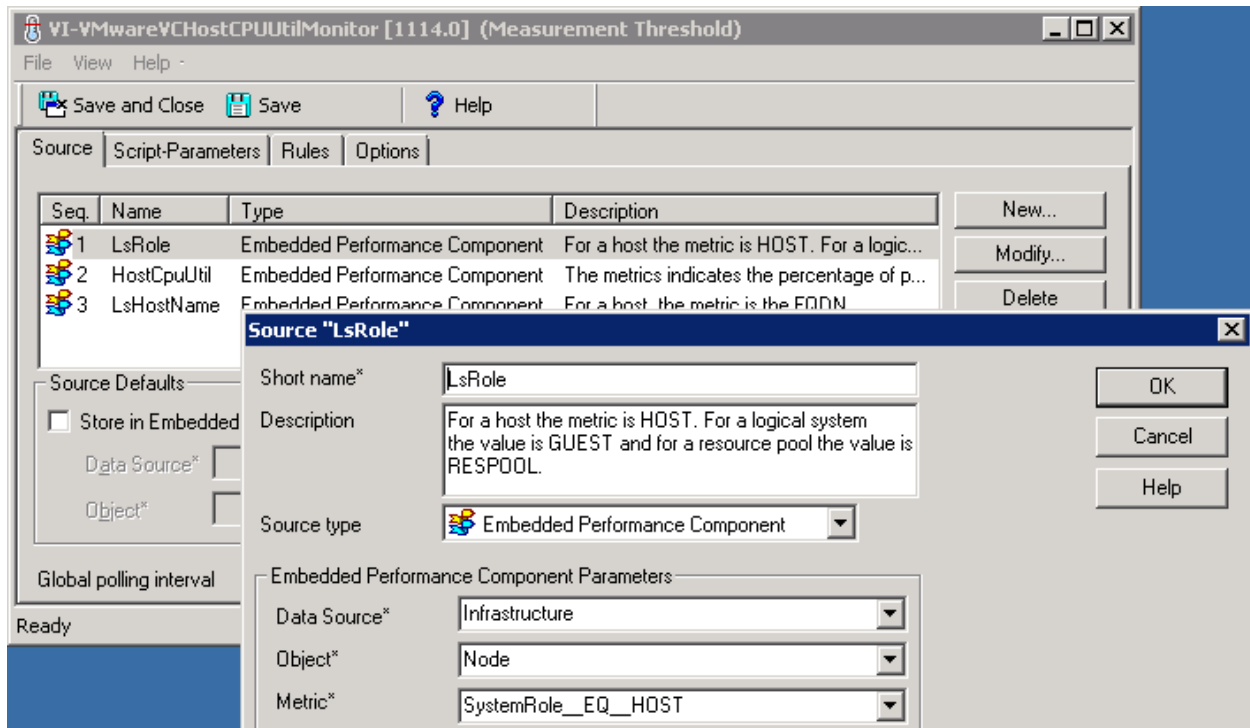 VI-VMwareVCHostCPUUtilMonitor [1114.0] (Measurement Threshold)
File View Help
Save and Close Save Help
Source Script-Parameters Rules Options
Seq. Name Type Description
1 LsRole Embedded Performance Component For a host the metric is HOST. For a logic...
2 HostCpuUtil Embedded Performance Component The metrics indicates the percentage of p...
3 LsHostName Embedded Performance Component For a host, the metric is the FQDN
New...
Modify...
Delete
Source "LsRole"
Source Defaults
Store in Embedded
Data Source*
Object*
Global polling interval
Ready
Short name* LsRole
Description For a host the metric is HOST. For a logical system
the value is GUEST and for a resource pool the value is
RESPOOL.
Source type Embedded Performance Component
Embedded Performance Component Parameters
Data Source* Infrastructure
Object* Node
Metric* SystemRole__EQ__HOST
OK
Cancel
Help